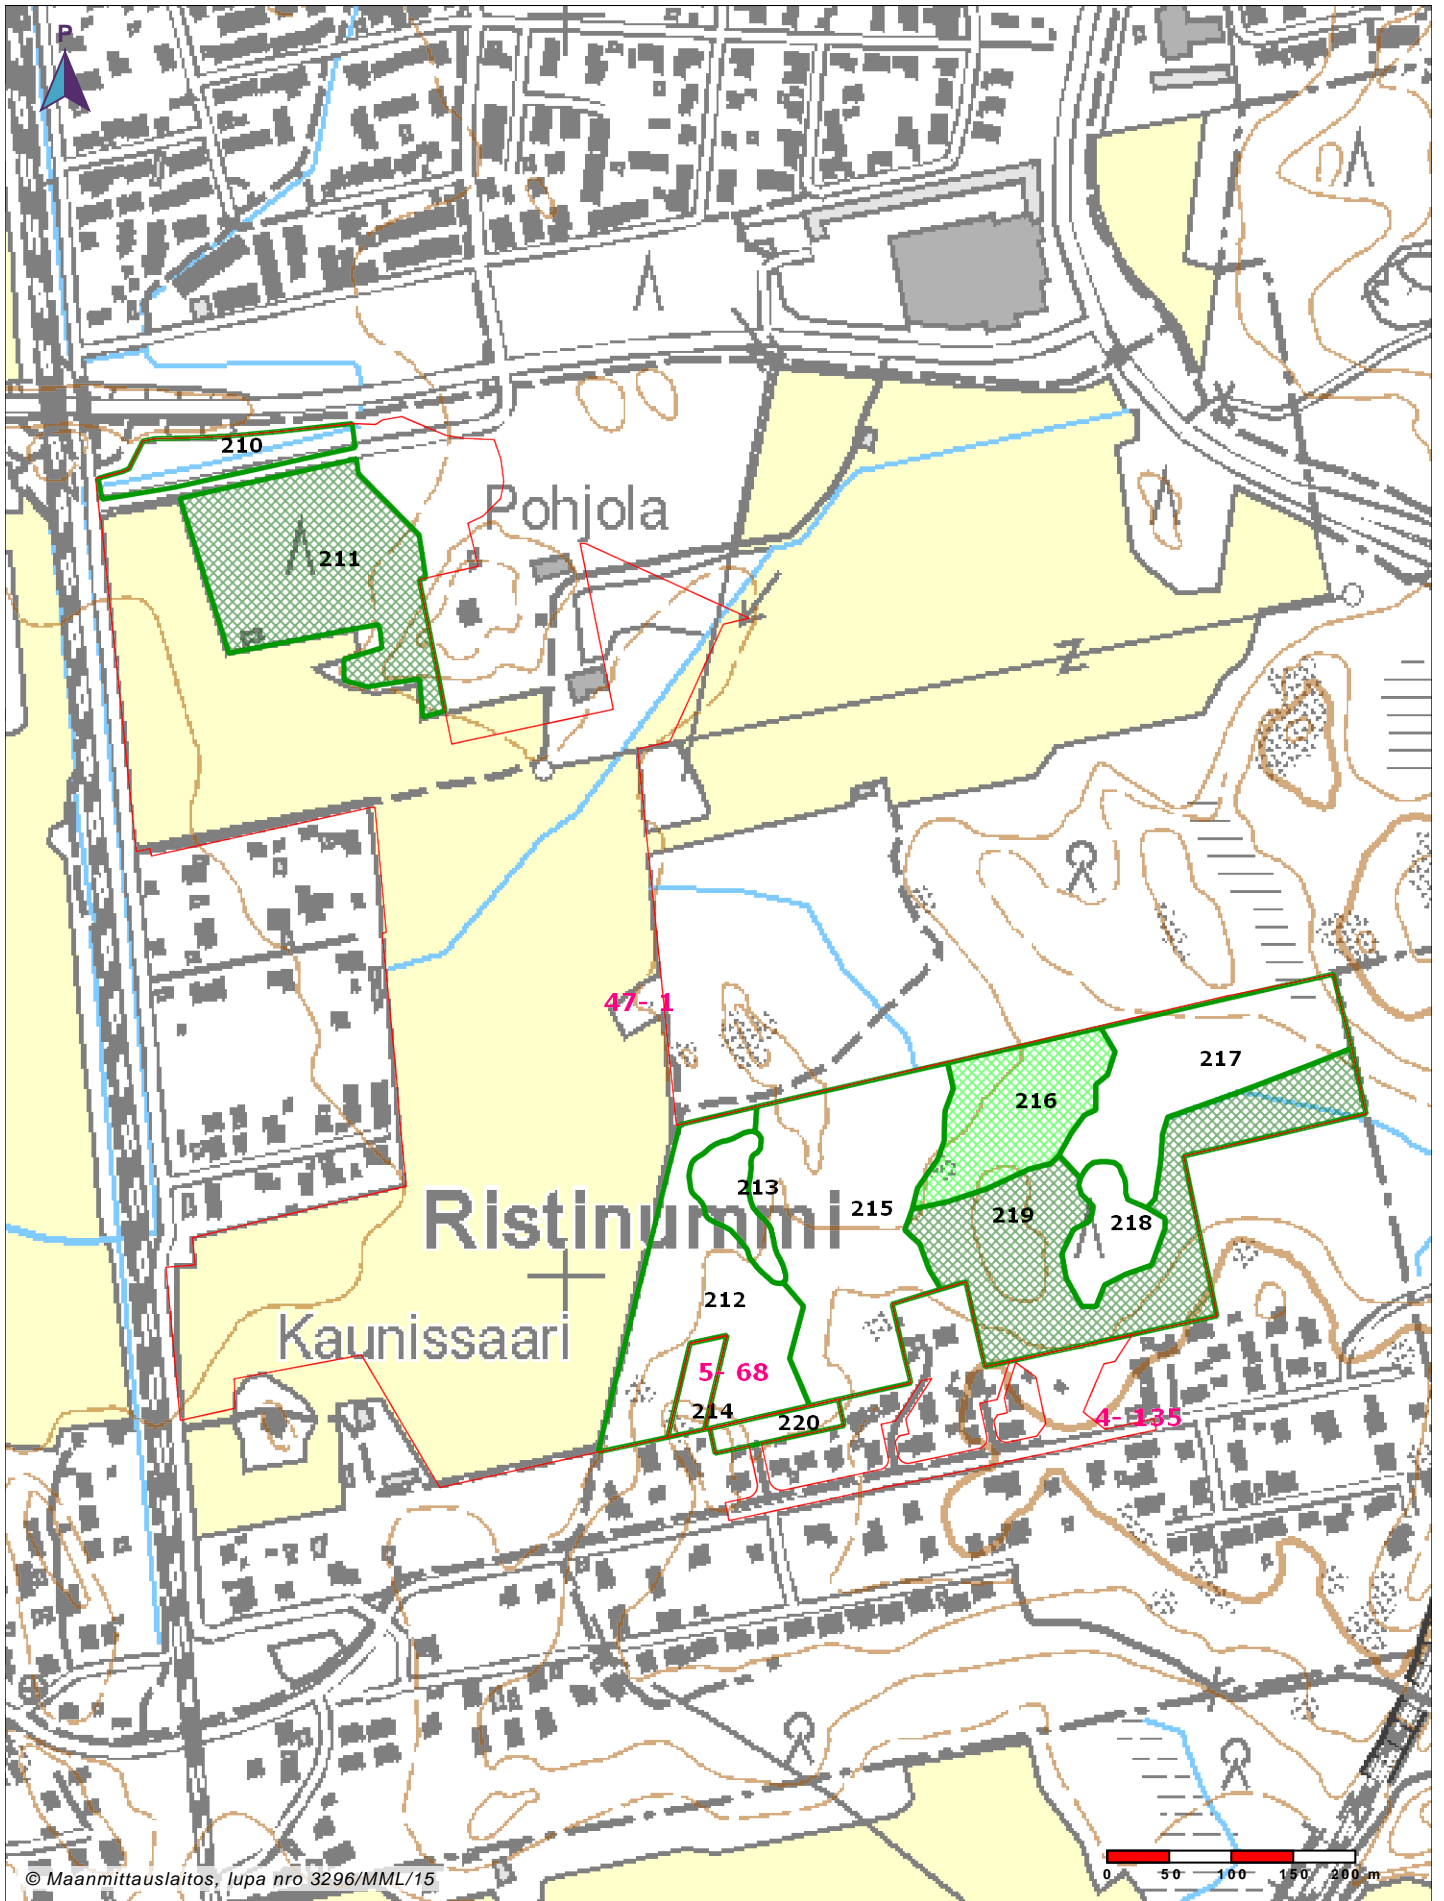 P
210
Pohjola
211
47- 1
217
216
213
215
219
218
Ristinummi
212
Kaunissaari
5- 68
214
220
4- 135
0 50 100 150 200 m
© Maanmittauslaitos, lupa nro 3296/MML/15